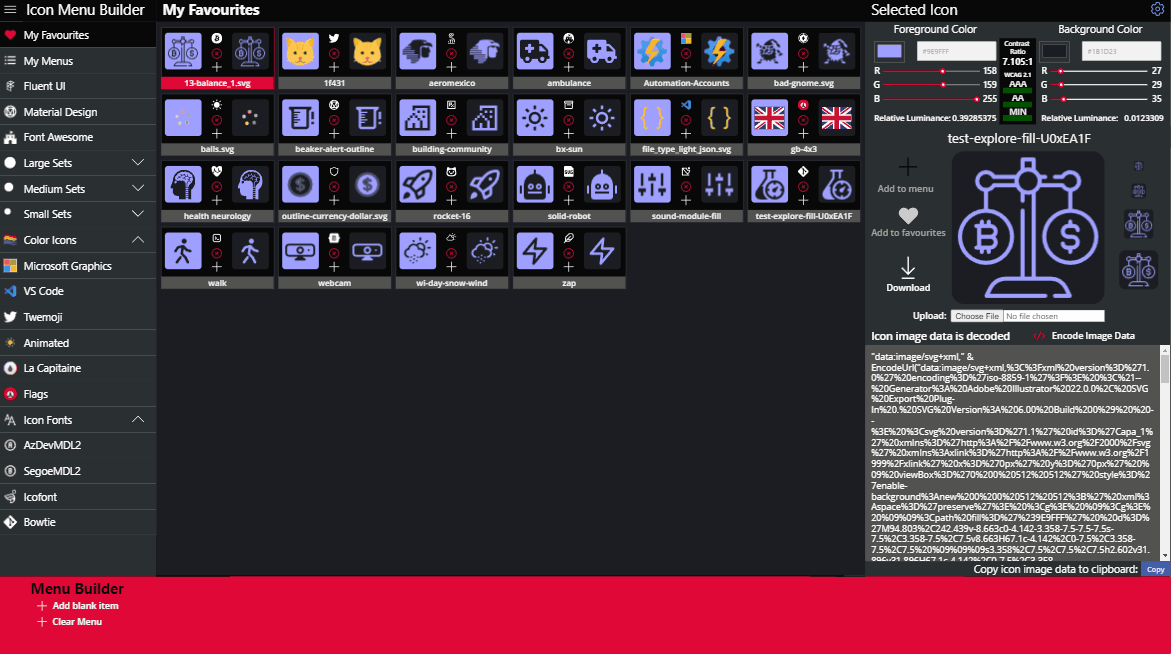 Icon Menu Builder
My Favourites
My Menus
Fluent UI
Material Design
Font Awesome
Large Sets
Medium Sets
Small Sets
Color Icons
Microsoft Graphics
VS Code
Twemoji
Animated
La Capitaine
Flags
Icon Fonts
AzDevMDL2
SegoeMDL2
Icofont
Bowtie
My Favourites
13-balance_1.svg
1f431
aeromexico
ambulance
Automation-Accounts
bad-gnome.svg
balls.svg
beaker-alert-outline
building-community
bx-sun
file_type_light_json.svg
gb-4x3
health neurology
outline-currency-dollar.svg
rocket-16
SVG
solid-robot
sound-module-fill
test-explore-fill-U0xEA1F
walk
webcam
wi-day-snow-wind
zap
Selected Icon
Foreground Color
Background Color
#9E9FFF
Contrast
Ratio
7.105:1
WCAG 2.1
AAA
AA
MIN
#1B1D23
R 158
G 159
B 255
R 27
G 29
B 35
Relative Luminance: 0.39285375
Relative Luminance: 0.0123309
test-explore-fill-U0xEA1F
Add to menu
Add to favourites
Download
Upload: Choose File No file chosen
Icon image data is decoded
Encode Image Data
"data:image/svg+xml," &
EncodeUrl("data:image/svg+xml,%3C%3Fxml%20version%3D%271.
0%27%20encoding%3D%27iso-8859-1%27%3F%3E%20%3C%21--
%20Generator%3A%20Adobe%20Illustrator%2022.0.0%2C%20SVG
%20Export%20Plug-
In%20.%20SVG%20Version%3A%206.00%20Build%200%29%20%20-
-
%3E%20%3Csvg%20version%3D%271.1%27%20id%3D%27Capa_1%
27%20xmlns%3D%27http%3A%2F%2Fwww.w3.org%2F2000%2Fsvg
%27%20xmlns%3Axlink%3D%27http%3A%2F%2Fwww.w3.org%2F1
999%2Fxlink%27%20x%3D%270px%27%20y%3D%270px%27%20%
09%20viewBox%3D%270%200%20512%20512%27%20style%3D%2
7enable-
background%3Anew%200%200%20512%20512%3B%27%20xml%3
Aspace%3D%27preserve%27%3E%20%3Cg%3E%20%09%3Cg%3E%
20%09%09%3Cpath%20fill%3D%27%239E9FFF%27%20%20d%3D%
27M94.803%2C242.439v-8.663c0-4.142-3.358-7.5-7.5-7.5s-
7.5%2C3.358-7.5%2C7.5v8.663H67.1c-4.142%2C0-7.5%2C3.358-
7.5%2C7.5%20%09%09%09s3.358%2C7.5%2C7.5%2C7.5h2.602v31.
896v31.896H67.1c-4.142%2C0-7.5%2C3.358-
Copy icon image data to clipboard: Copy
Menu Builder
Add blank item
Clear Menu